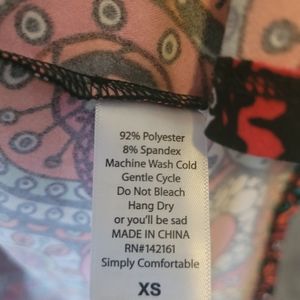 92% Polyester
8% Spandex
Machine Wash Cold
Gentle Cycle
Do Not Bleach
Hang Dry
or you'll be sad
MADE IN CHINA
RN#142161
Simply Comfortable
XS